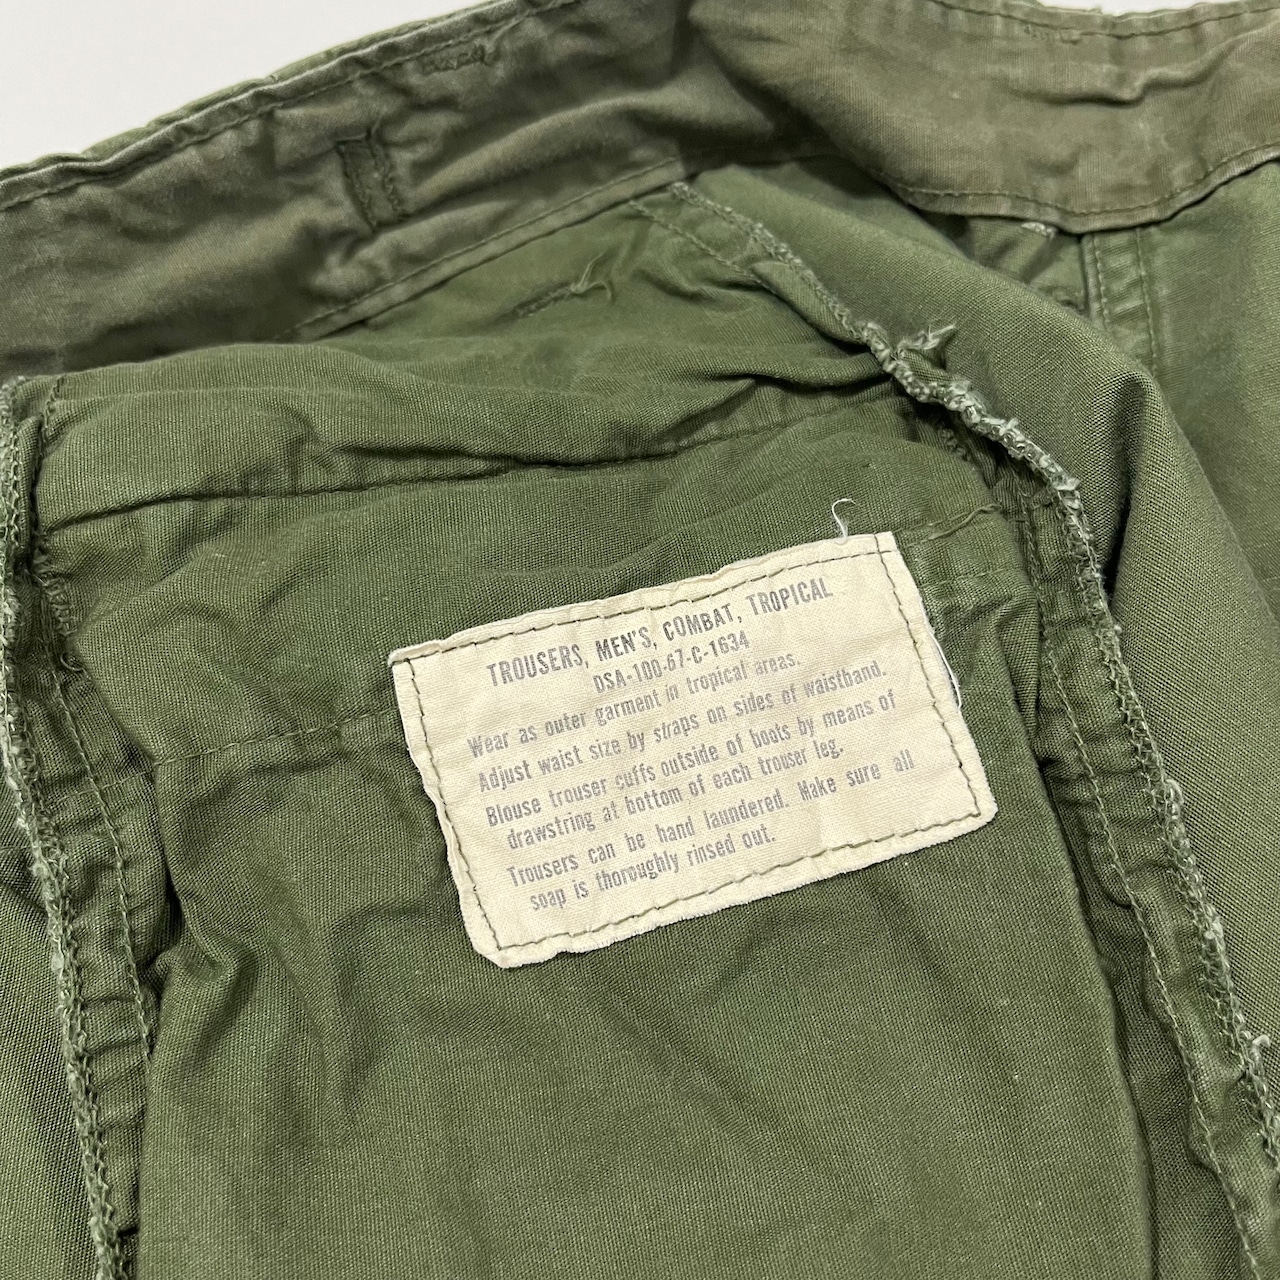 TROUSERS, MEN'S, COMBAT, TROPICAL
DSA-100-67-C-1634
Wear as outer garment in tropical areas.
Adjust waist size by straps on sides of waistband.
Blouse trouser cuffs outside of boots by means of
drawstring at bottom of each trouser leg.
Trousers can be hand laundered. Make sure all
soap is thoroughly rinsed out.